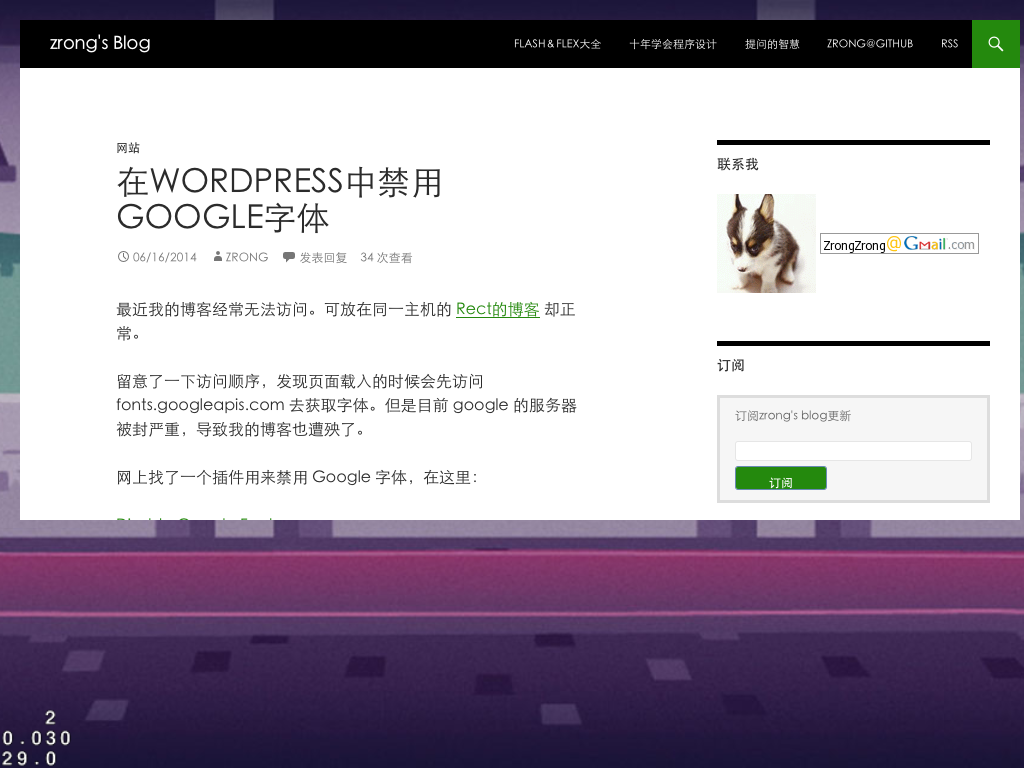 zrong's Blog
FLASH & FLEX大全
十年学会程序设计
提问的智慧
ZRONG@GITHUB
RSS
网站
在WORDPRESS中禁用
GOOGLE字体
06/16/2014 ZRONG 发表回复 34 次查看
最近我的博客经常无法访问。可放在同一主机的 Rect的博客 却正
常。
留意了一下访问顺序，发现页面载入的时候会先访问
fonts.googleapis.com 去获取字体。但是目前 google 的服务器
被封严重，导致我的博客也遭殃了。
网上找了一个插件用来禁用 Google 字体，在这里：
联系我
ZrongZrong@Gmail.com
订阅
订阅zrong's blog更新
订阅
2
0.030
29.0